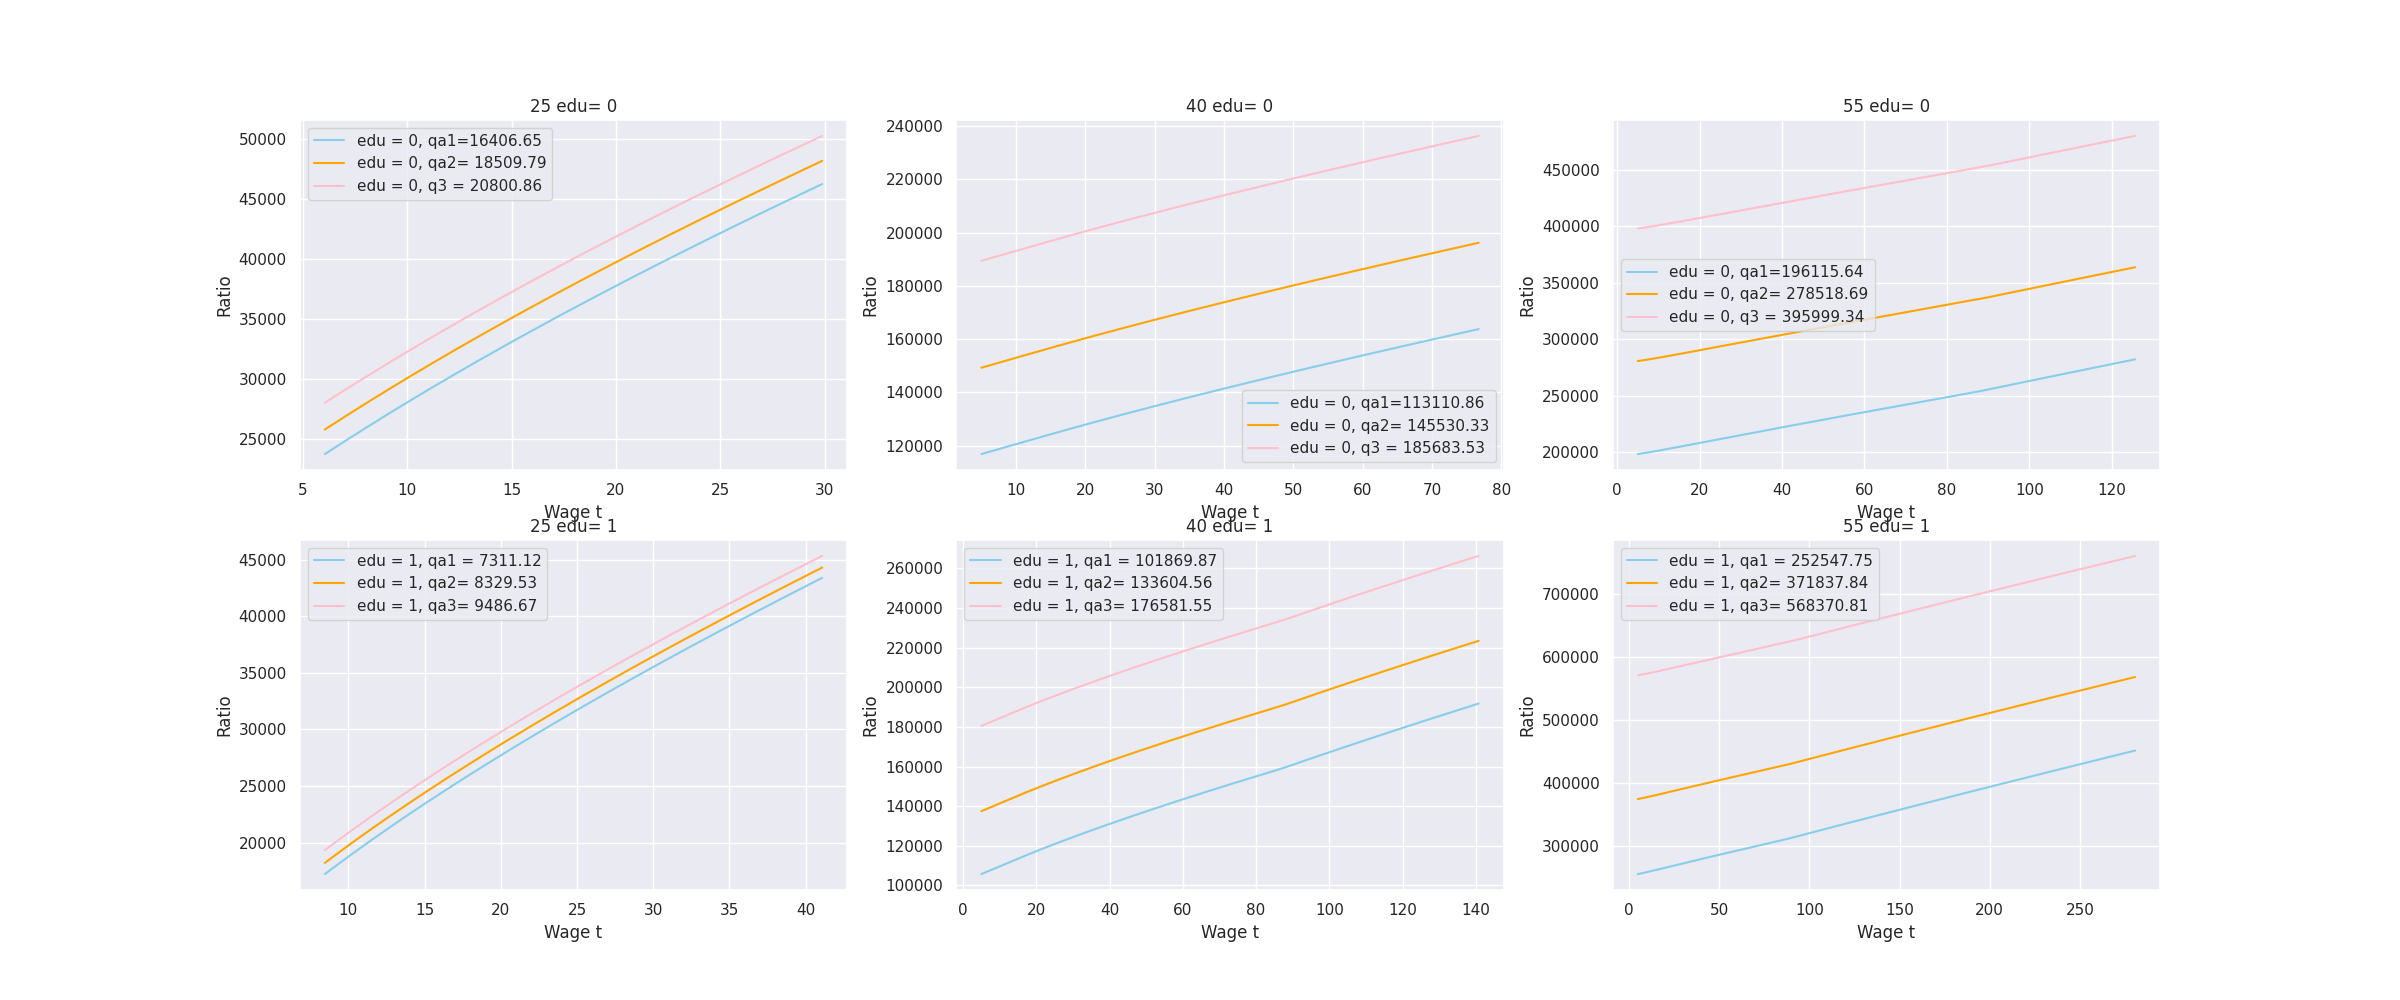 25 edu= 0
Ratio
50000
45000
40000
35000
30000
25000
edu = 0, qa1=16406.65
edu = 0, qa2= 18509.79
edu = 0, q3 = 20800.86
5 10 15 20 25 30
Wage t
40 edu= 0
Ratio
240000
220000
200000
180000
160000
140000
120000
edu = 0, qa1=113110.86
edu = 0, qa2= 145530.33
edu = 0, q3 = 185683.53
10 20 30 40 50 60 70 80
Wage t
55 edu= 0
Ratio
450000
400000
350000
300000
250000
200000
edu = 0, qa1=196115.64
edu = 0, qa2= 278518.69
edu = 0, q3 = 395999.34
0 20 40 60 80 100 120
Wage t
25 edu= 1
Ratio
45000
40000
35000
30000
25000
20000
edu = 1, qa1 = 7311.12
edu = 1, qa2= 8329.53
edu = 1, qa3= 9486.67
10 15 20 25 30 35 40
Wage t
40 edu= 1
Ratio
260000
240000
220000
200000
180000
160000
140000
120000
100000
edu = 1, qa1 = 101869.87
edu = 1, qa2= 133604.56
edu = 1, qa3= 176581.55
0 20 40 60 80 100 120 140
Wage t
55 edu= 1
Ratio
700000
600000
500000
400000
300000
edu = 1, qa1 = 252547.75
edu = 1, qa2= 371837.84
edu = 1, qa3= 568370.81
0 50 100 150 200 250
Wage t